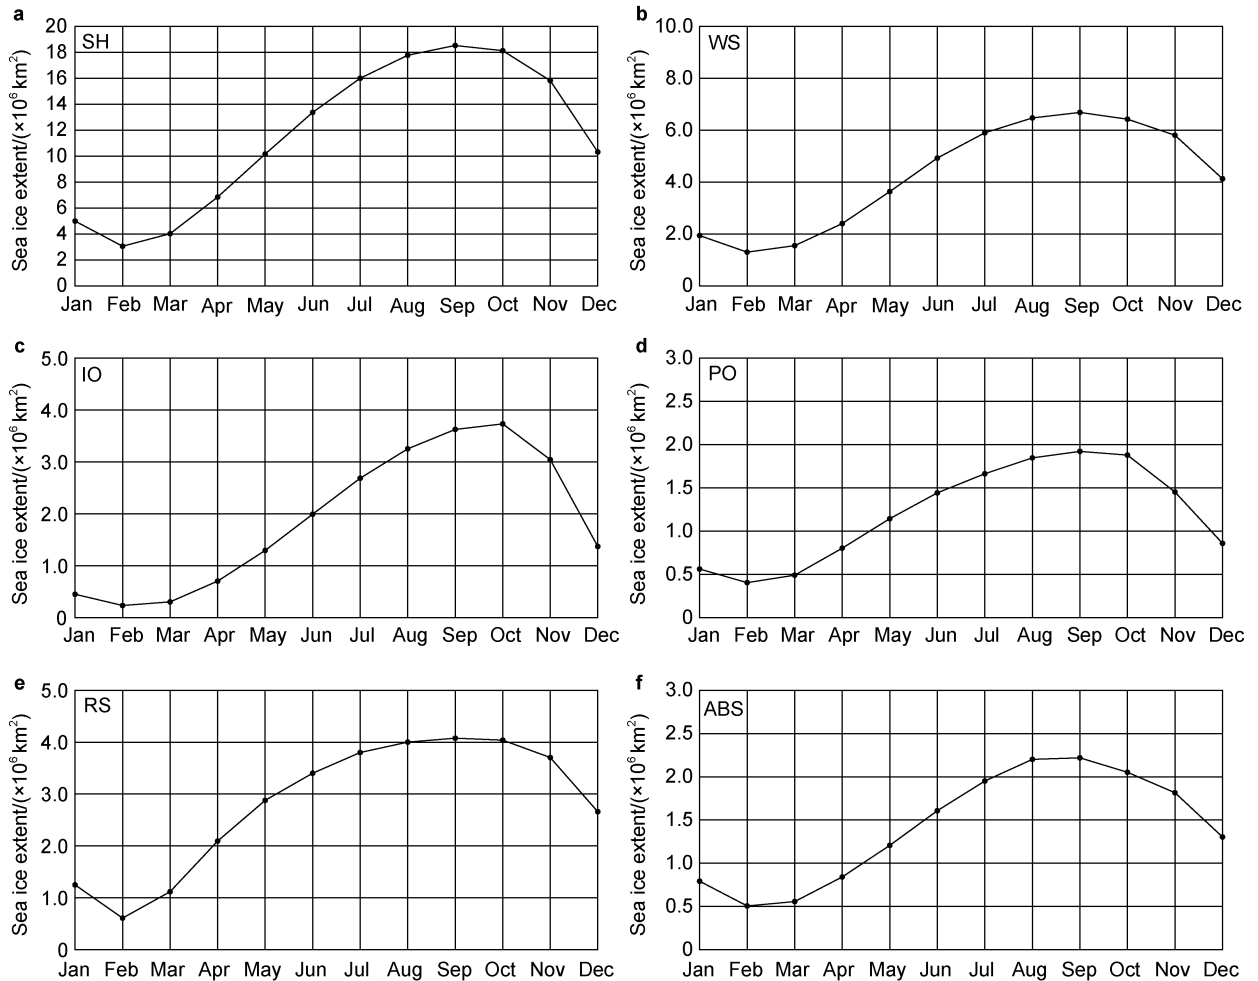 a
SH
Sea ice extent/(×10⁶ km²)
20
18
16
14
12
10
8
6
4
2
0
Jan Feb Mar Apr May Jun Jul Aug Sep Oct Nov Dec
b
WS
Sea ice extent/(×10⁶ km²)
10.0
8.0
6.0
4.0
2.0
0
Jan Feb Mar Apr May Jun Jul Aug Sep Oct Nov Dec
c
IO
Sea ice extent/(×10⁶ km²)
5.0
4.0
3.0
2.0
1.0
0
Jan Feb Mar Apr May Jun Jul Aug Sep Oct Nov Dec
d
PO
Sea ice extent/(×10⁶ km²)
3.0
2.5
2.0
1.5
1.0
0.5
0
Jan Feb Mar Apr May Jun Jul Aug Sep Oct Nov Dec
e
RS
Sea ice extent/(×10⁶ km²)
5.0
4.0
3.0
2.0
1.0
0
Jan Feb Mar Apr May Jun Jul Aug Sep Oct Nov Dec
f
ABS
Sea ice extent/(×10⁶ km²)
3.0
2.5
2.0
1.5
1.0
0.5
0
Jan Feb Mar Apr May Jun Jul Aug Sep Oct Nov Dec